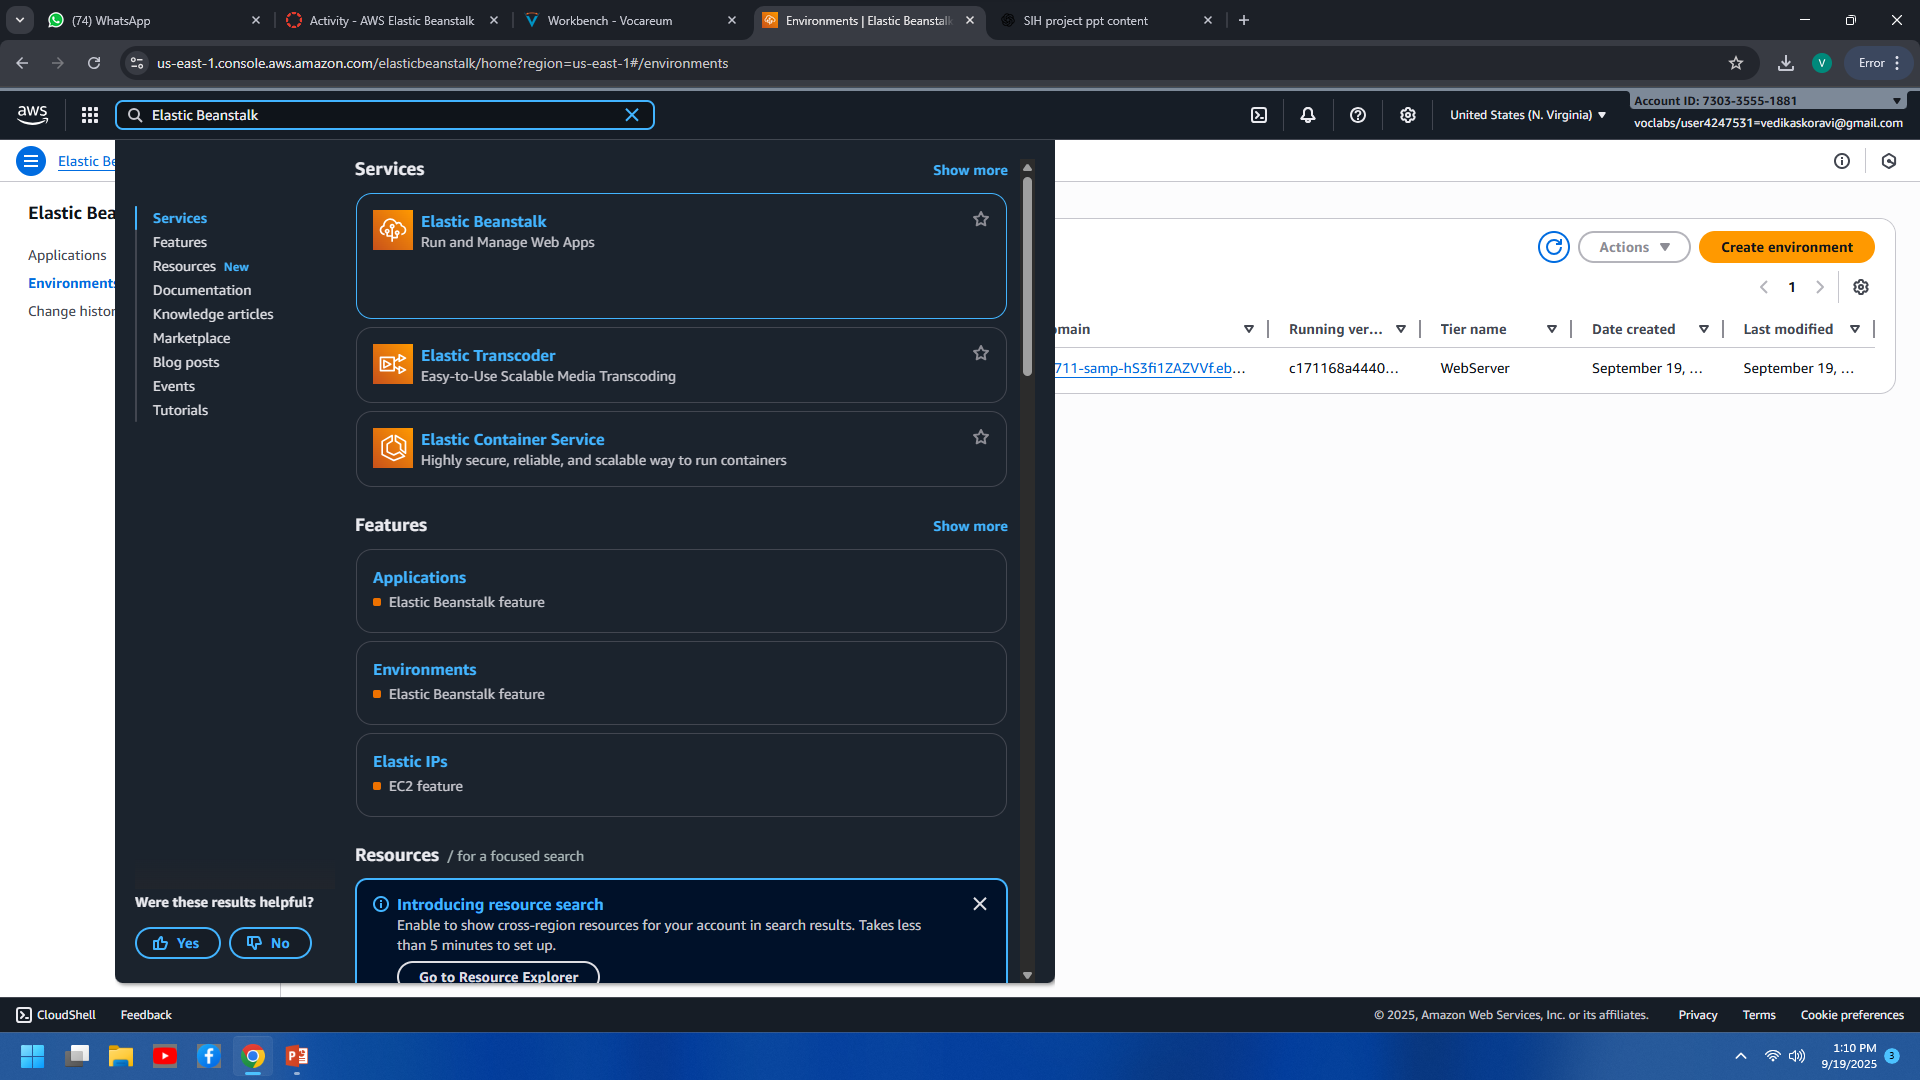 (74) WhatsApp
Activity - AWS Elastic Beanstalk
Workbench - Vocareum
Environments | Elastic Beanstalk
SIH project ppt content
us-east-1.console.aws.amazon.com/elasticbeanstalk/home?region=us-east-1#/environments
V
Error
aws
Elastic Beanstalk
United States (N. Virginia)
Account ID: 7303-3555-1881
voclabs/user4247531=vedikaskoravi@gmail.com
Elastic Be
Elastic Bea
Applications
Environments
Change histor
Services
Features
Resources New
Documentation
Knowledge articles
Marketplace
Blog posts
Events
Tutorials
Were these results helpful?
Yes
No
Services
Show more
Elastic Beanstalk
Run and Manage Web Apps
Elastic Transcoder
Easy-to-Use Scalable Media Transcoding
Elastic Container Service
Highly secure, reliable, and scalable way to run containers
Features
Show more
Applications
Elastic Beanstalk feature
Environments
Elastic Beanstalk feature
Elastic IPs
EC2 feature
Resources / for a focused search
Introducing resource search
Enable to show cross-region resources for your account in search results. Takes less
than 5 minutes to set up.
Go to Resource Explorer
Actions
Create environment
1
omain
Running ver...
Tier name
Date created
Last modified
711-samp-hS3fi1ZAZVVf.eb...
c171168a4440...
WebServer
September 19, ...
September 19, ...
CloudShell
Feedback
© 2025, Amazon Web Services, Inc. or its affiliates.
Privacy
Terms
Cookie preferences
1:10 PM
9/19/2025
3